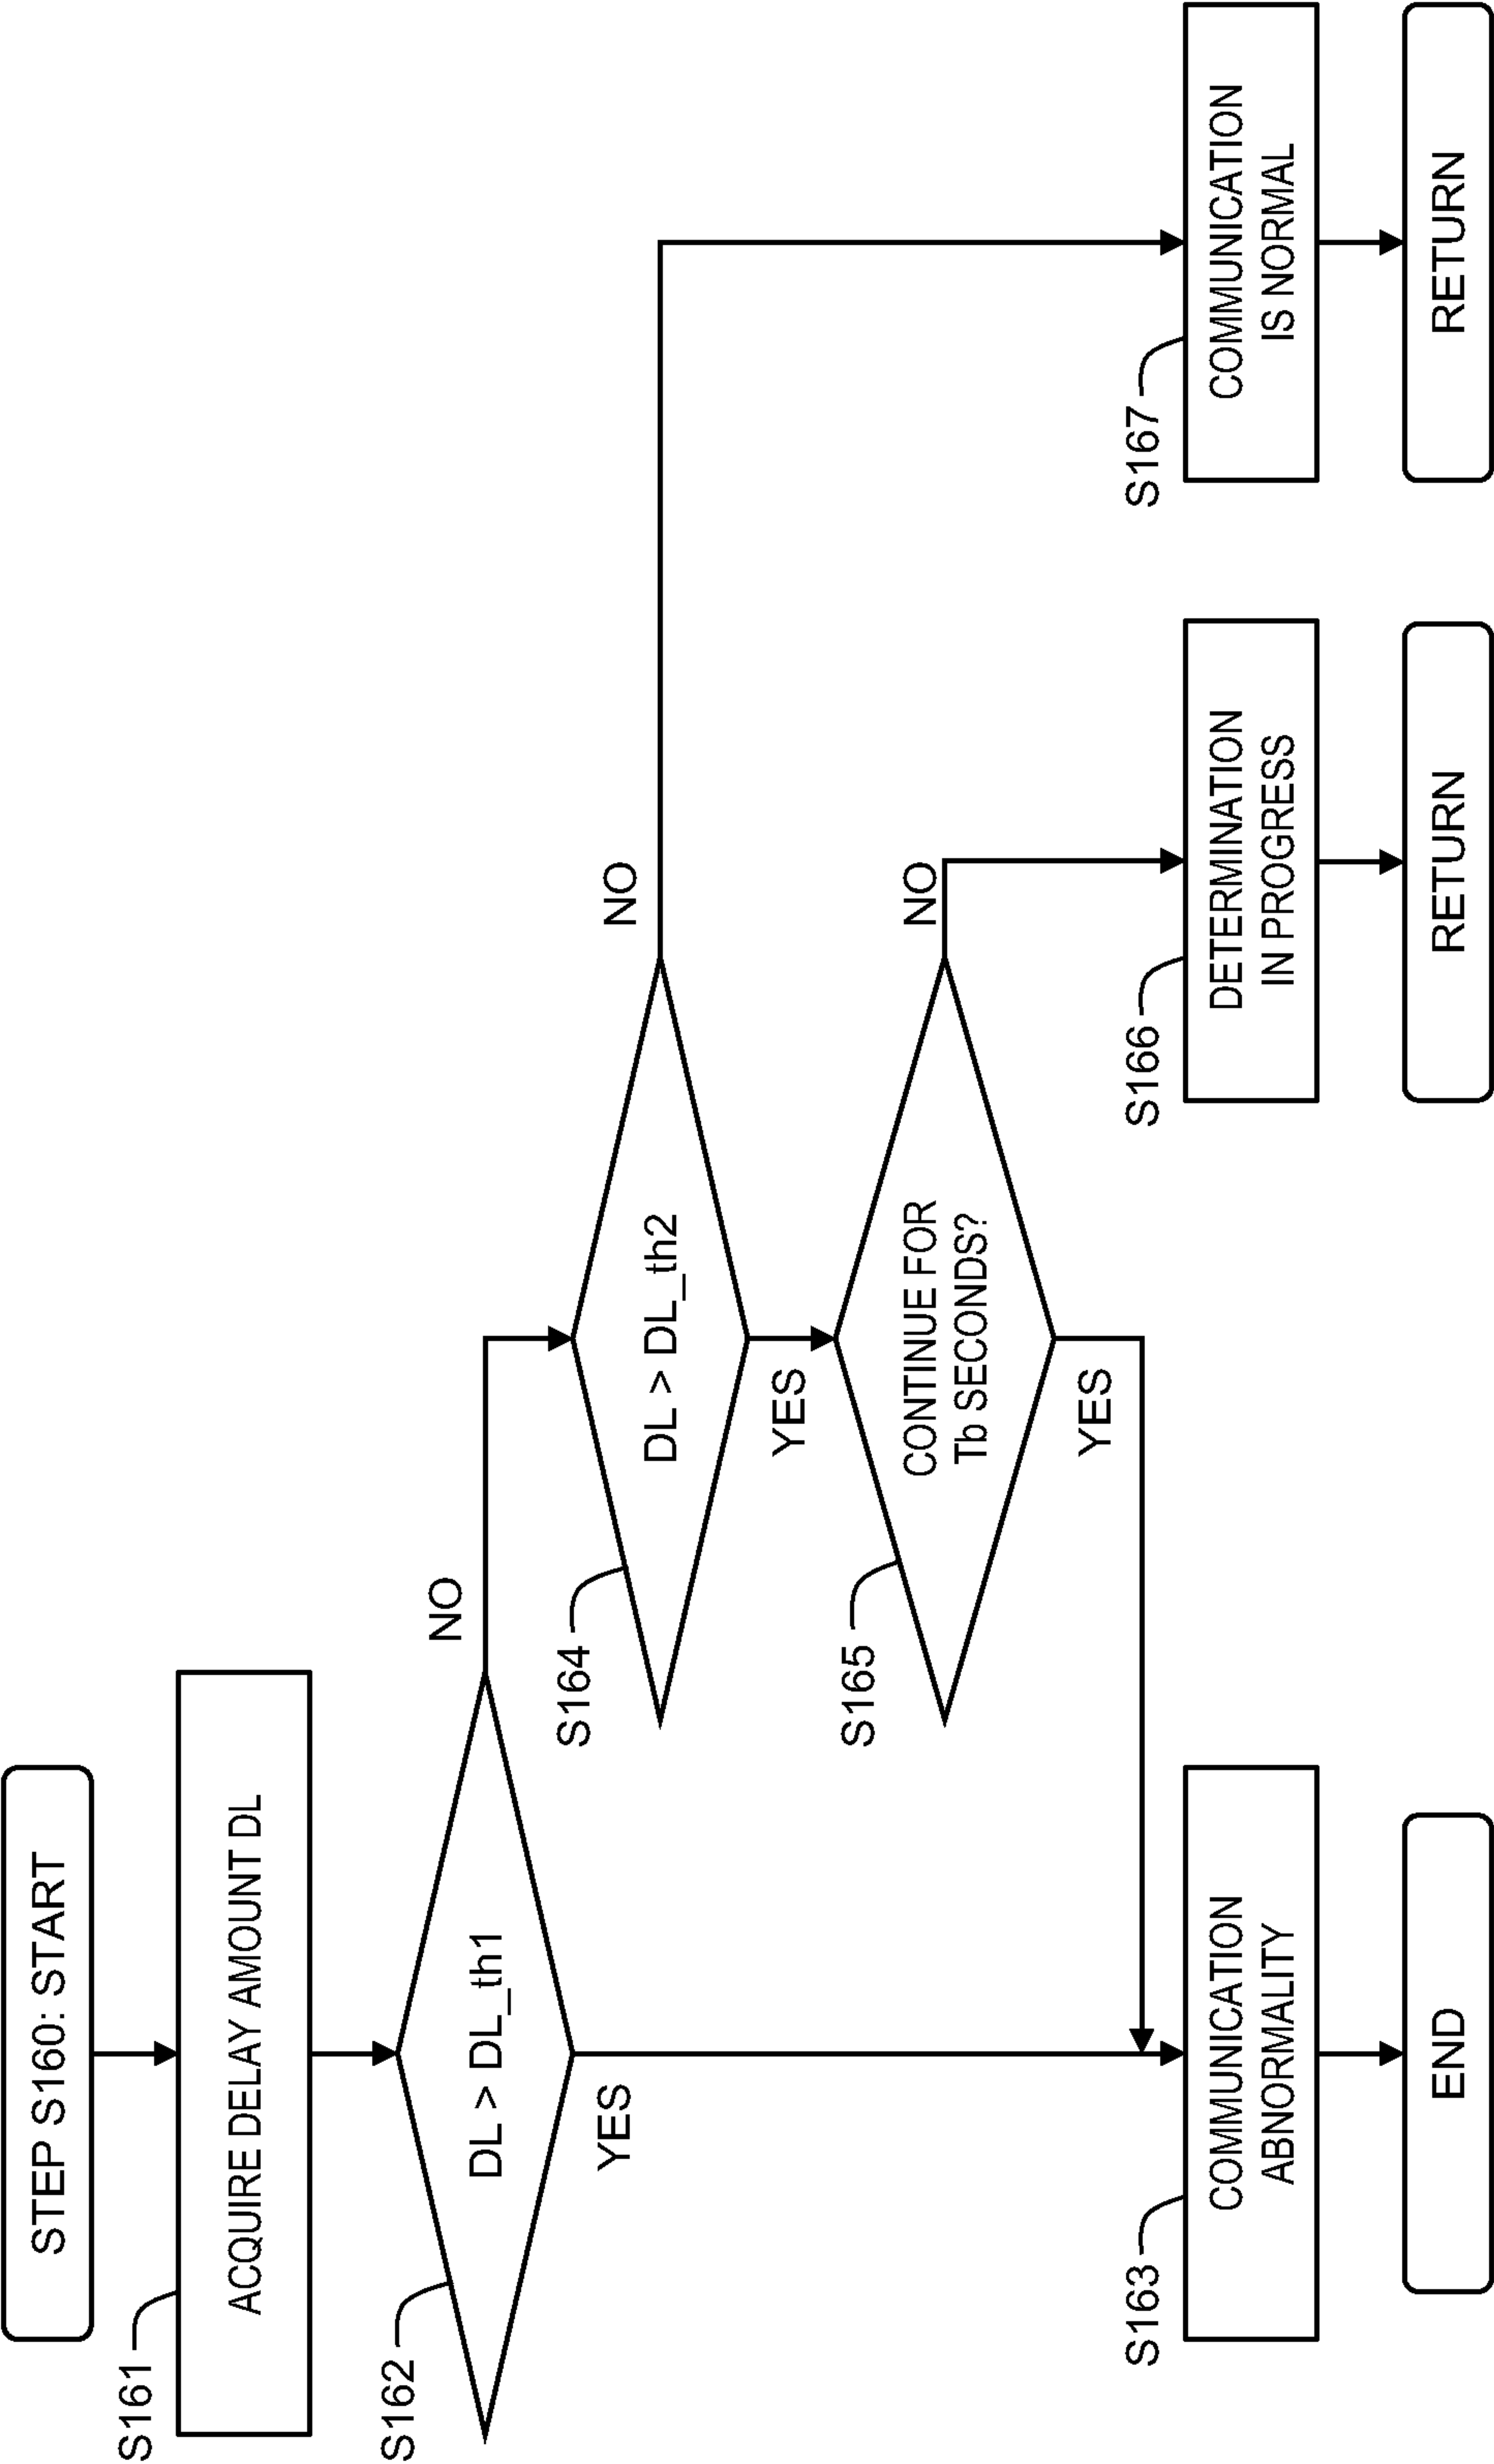 STEP S160: START
S161
ACQUIRE DELAY AMOUNT DL
S162
DL > DL_th1
NO
YES
S164
DL > DL_th2
NO
YES
S165
CONTINUE FOR
Tb SECONDS?
NO
YES
S163
COMMUNICATION
ABNORMALITY
S166
DETERMINATION
IN PROGRESS
S167
COMMUNICATION
IS NORMAL
END
RETURN
RETURN